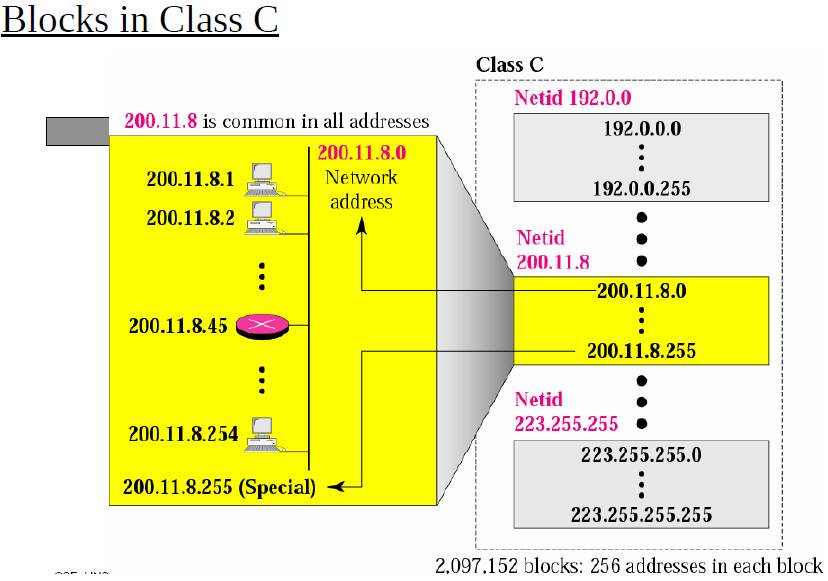 Blocks in Class C
200.11.8 is common in all addresses
200.11.8.0
Network
address
200.11.8.1
200.11.8.2
200.11.8.45
200.11.8.254
200.11.8.255 (Special)
Class C
Netid 192.0.0
192.0.0.0
192.0.0.255
Netid
200.11.8
200.11.8.0
200.11.8.255
Netid
223.255.255
223.255.255.0
223.255.255.255
2,097,152 blocks: 256 addresses in each block